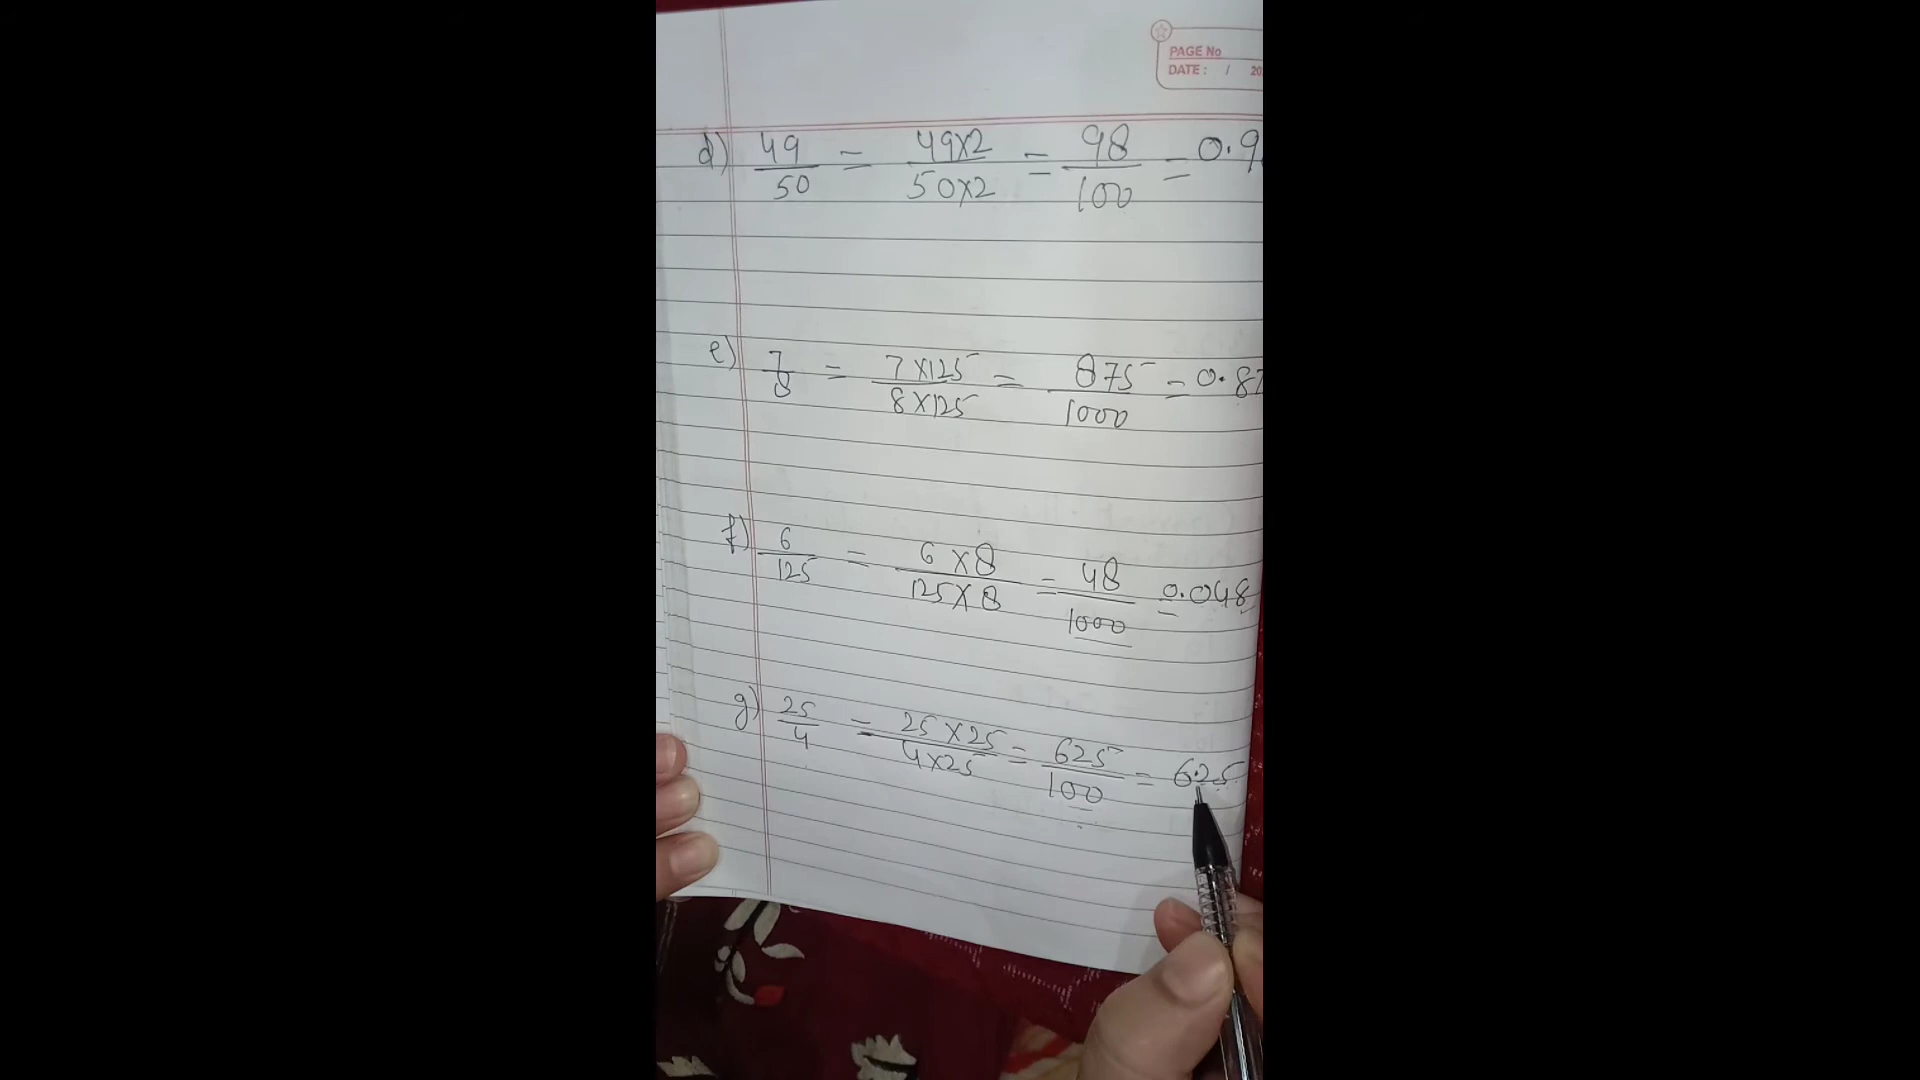 PAGE No
DATE: / 20
d) 49/50 = 49×2/50×2 = 98/100 = 0.9
e) 7/8 = 7×125/8×125 = 875/1000 = 0.87
f) 6/125 = 6×8/125×8 = 48/1000 = 0.048
g) 25/4 = 25×25/4×25 = 625/100 = 6.25